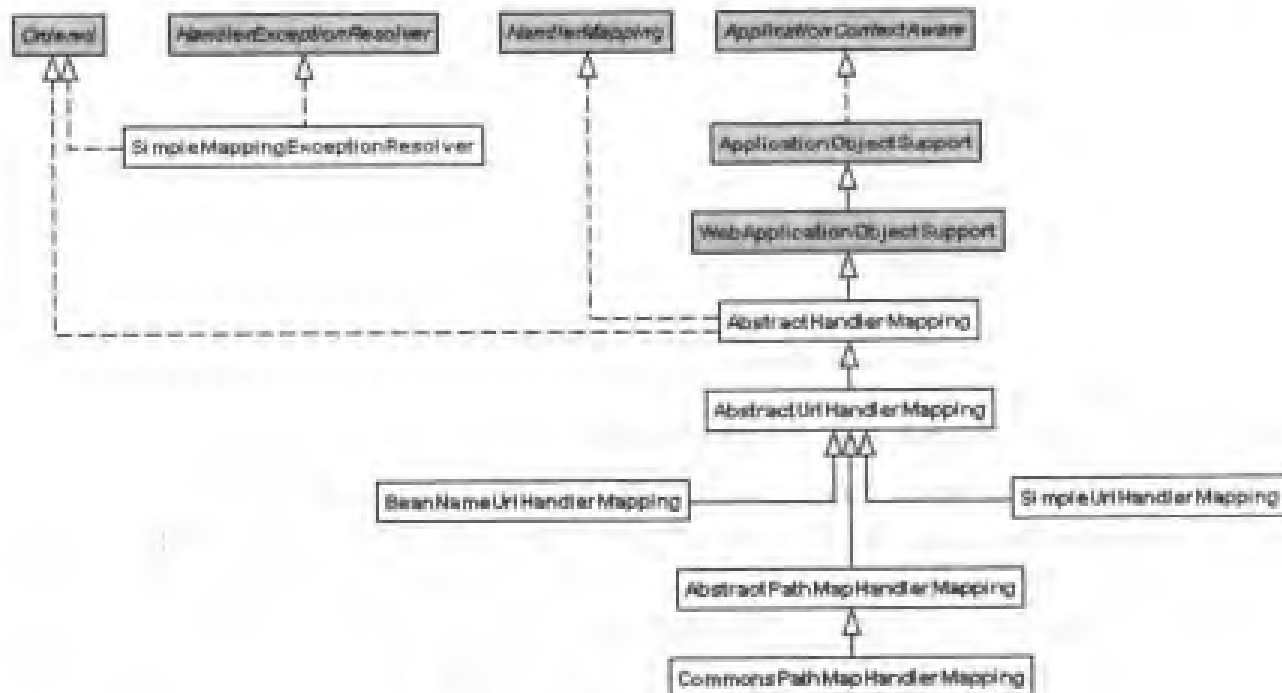 Ordered
HandlerExceptionResolver
HandlerMapping
ApplicationContextAware
SimpleMappingExceptionResolver
ApplicationObjectSupport
WebApplicationObjectSupport
AbstractHandlerMapping
AbstractUrlHandlerMapping
BeanNameUrlHandlerMapping
SimpleUrlHandlerMapping
AbstractPathMapHandlerMapping
CommonsPathMapHandlerMapping